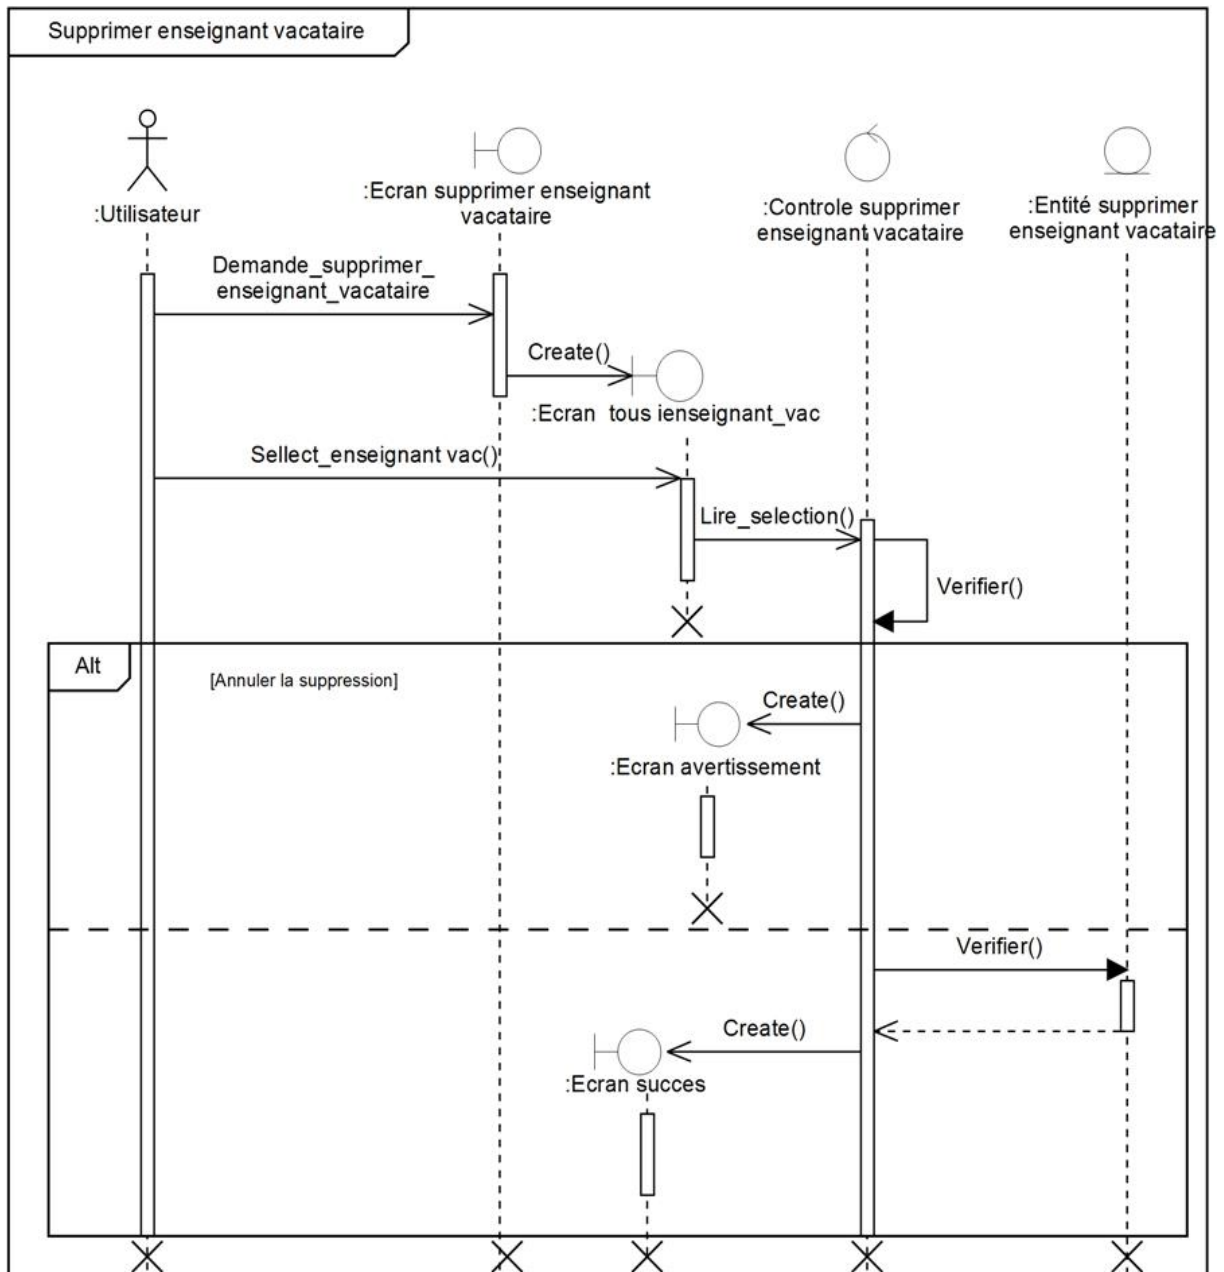 Supprimer enseignant vacataire
:Utilisateur
:Ecran supprimer enseignant
vacataire
:Controle supprimer
enseignant vacataire
:Entité supprimer
enseignant vacataire
Demande_supprimer_
enseignant_vacataire
Create()
:Ecran tous ienseignant_vac
Sellect_enseignant vac()
Lire_selection()
Verifier()
Alt
[Annuler la suppression]
Create()
:Ecran avertissement
Verifier()
Create()
:Ecran succes